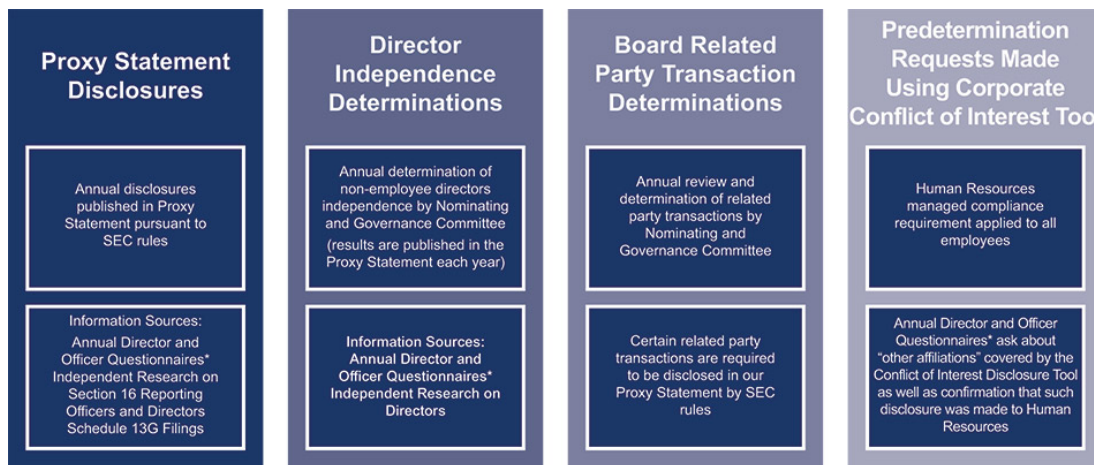 Proxy Statement
Disclosures
Annual disclosures
published in Proxy
Statement pursuant to
SEC rules
Information Sources:
Annual Director and
Officer Questionnaires*
Independent Research on
Section 16 Reporting
Officers and Directors
Schedule 13G Filings
Director
Independence
Determinations
Annual determination of
non-employee directors
independence by Nominating
and Governance Committee
(results are published in the
Proxy Statement each year)
Information Sources:
Annual Director and
Officer Questionnaires*
Independent Research on
Directors
Board Related
Party Transaction
Determinations
Annual review and
determination of related
party transactions by
Nominating and
Governance Committee
Certain related party
transactions are required
to be disclosed in our
Proxy Statement by SEC
rules
Predetermination
Requests Made
Using Corporate
Conflict of Interest Too
Human Resources
managed compliance
requirement applied to all
employees
Annual Director and Officer
Questionnaires* ask about
"other affiliations" covered by the
Conflict of Interest Disclosure Tool
as well as confirmation that such
disclosure was made to Human
Resources